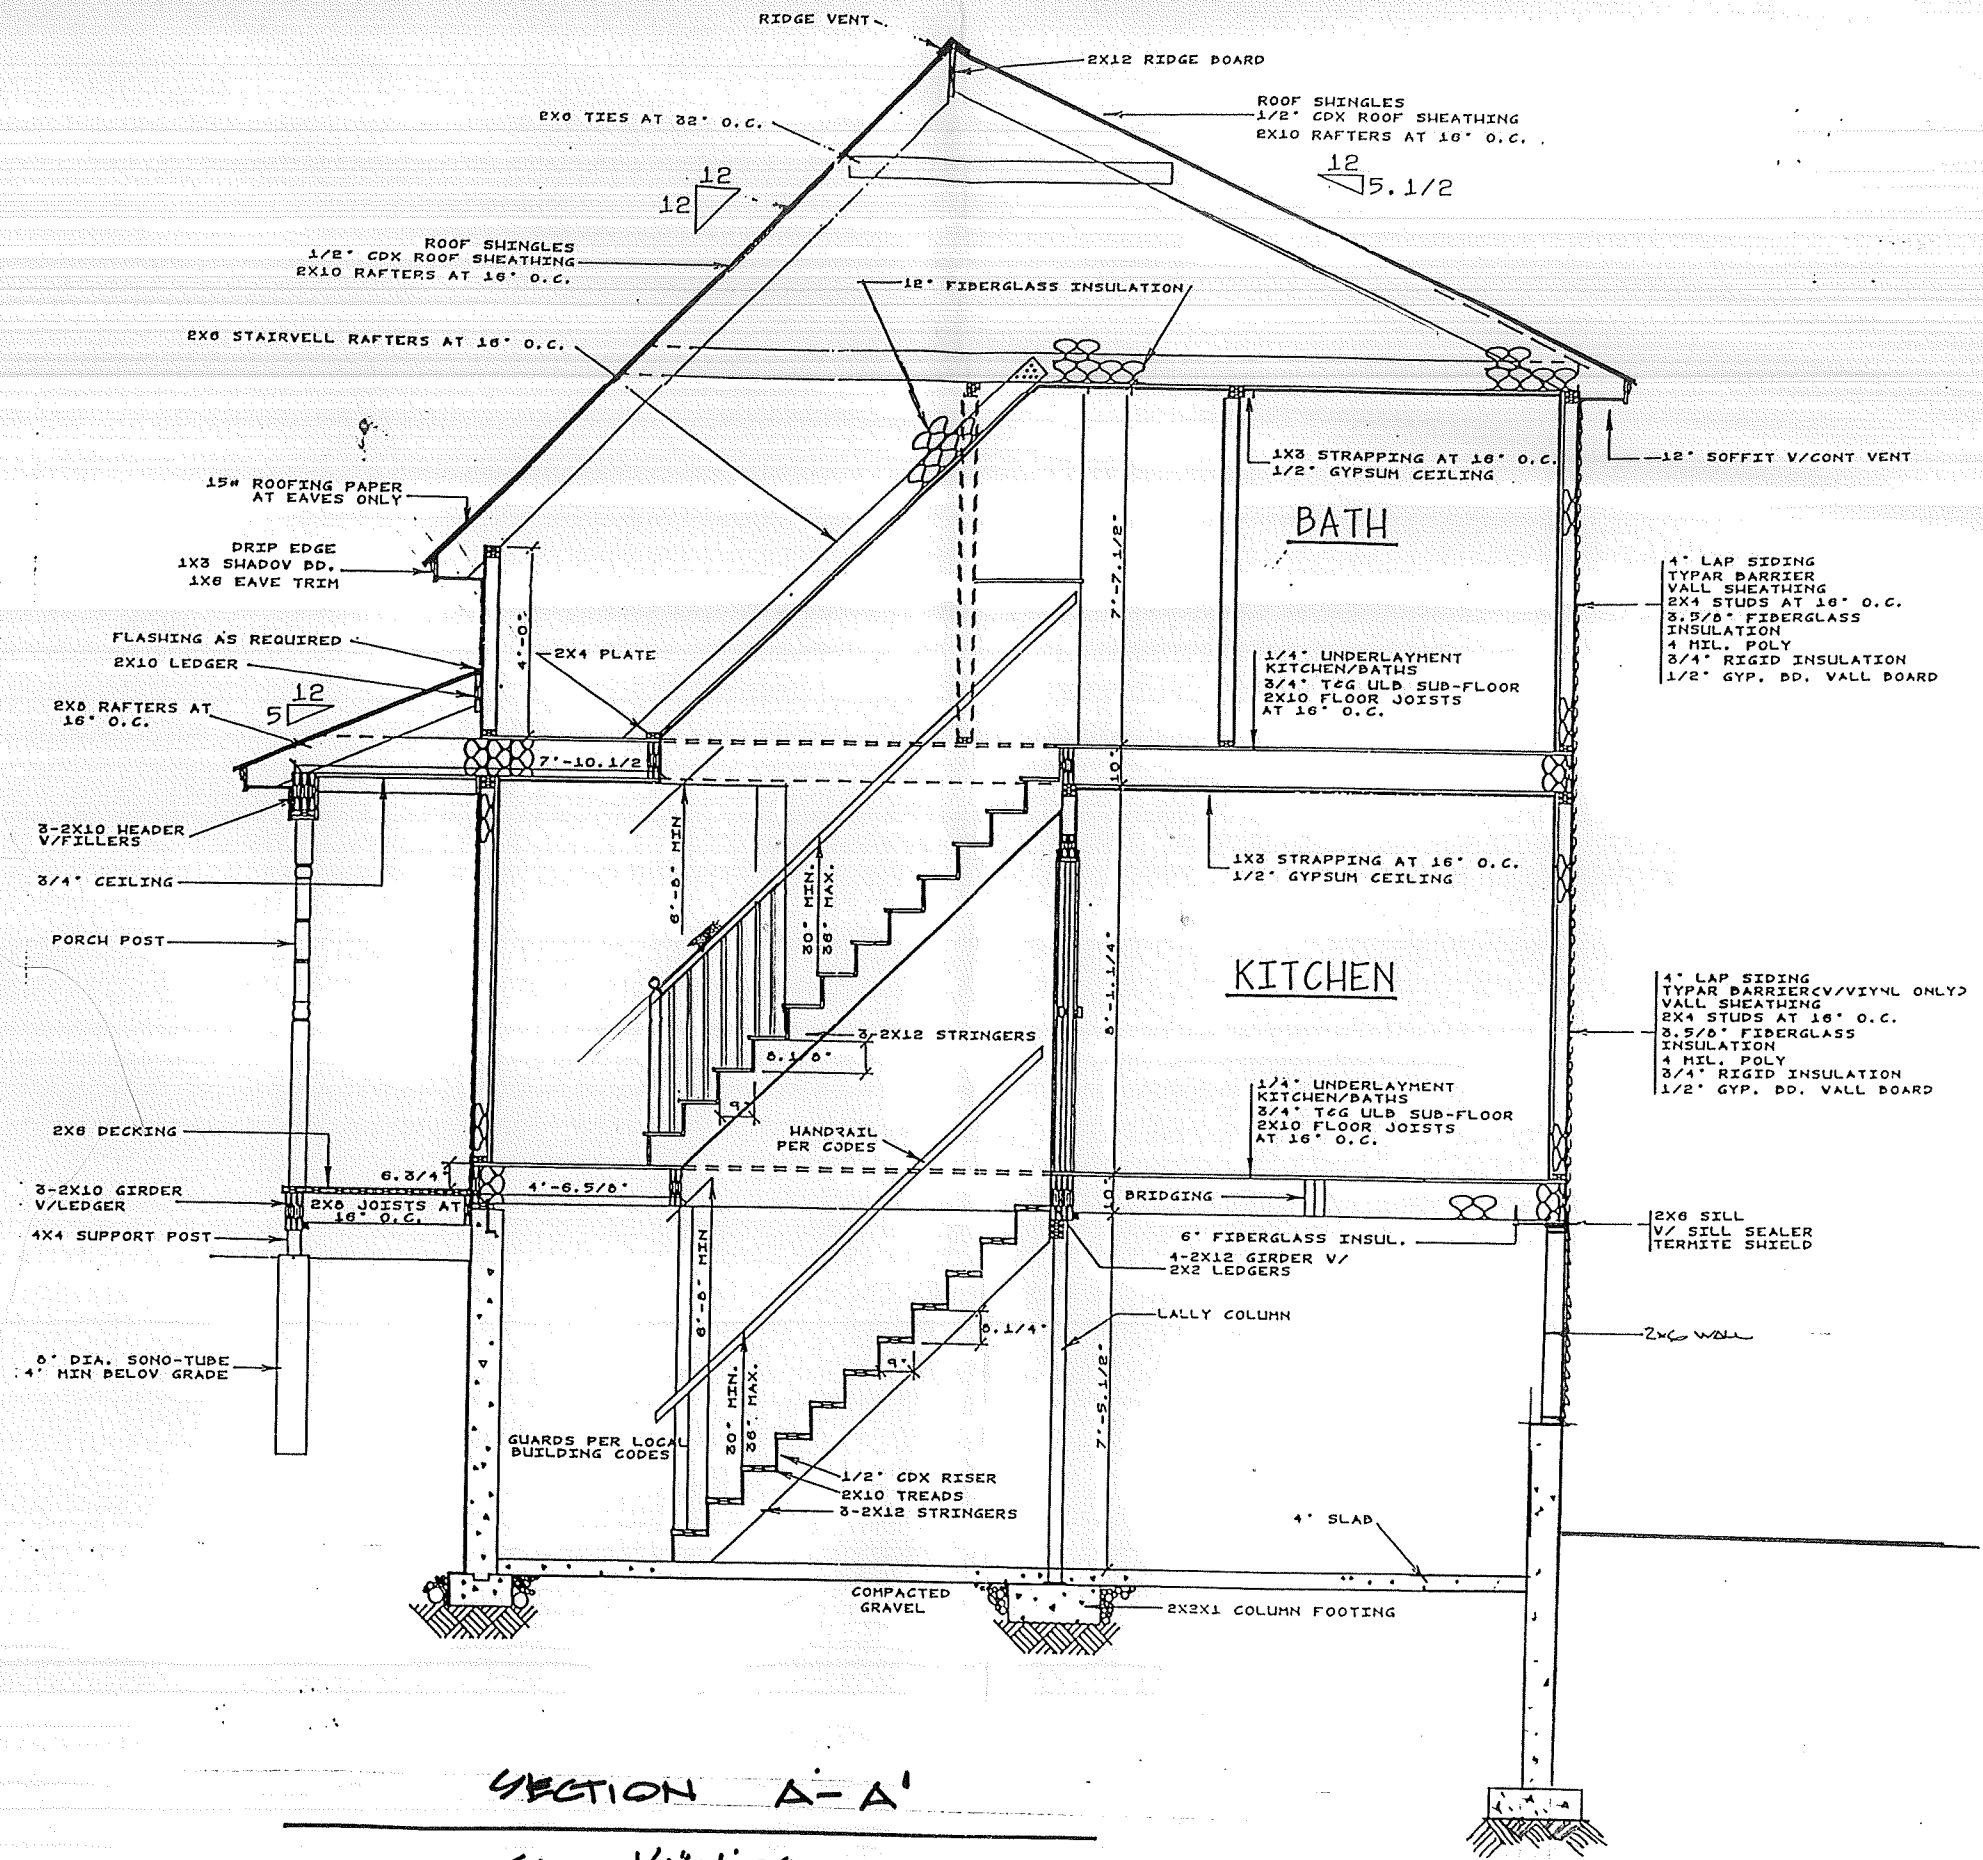 RIDGE VENT
2X12 RIDGE BOARD
2X6 TIES AT 32" O.C.
ROOF SHINGLES
1/2" CDX ROOF SHEATHING
2X10 RAFTERS AT 16" O.C.
12
5.1/2
12
12
ROOF SHINGLES
1/2" CDX ROOF SHEATHING
2X10 RAFTERS AT 16" O.C.
12" FIBERGLASS INSULATION
2X6 STAIRVELL RAFTERS AT 16" O.C.
1X3 STRAPPING AT 16" O.C.
1/2" GYPSUM CEILING
12" SOFFIT V/CONT VENT
15# ROOFING PAPER
AT EAVES ONLY
BATH
7'-7.1/2"
DRIP EDGE
1X3 SHADOV BD.
1X8 EAVE TRIM
4" LAP SIDING
TYPAR BARRIER
VALL SHEATHING
2X4 STUDS AT 16" O.C.
3.5/8" FIBERGLASS
INSULATION
4 MIL. POLY
3/4" RIGID INSULATION
1/2" GYP. BD. VALL BOARD
FLASHING AS REQUIRED
2X10 LEDGER
4'-0"
2X4 PLATE
1/4" UNDERLAYMENT
KITCHEN/BATHS
3/4" T&G ULB SUB-FLOOR
2X10 FLOOR JOISTS
AT 16" O.C.
12
5
2X8 RAFTERS AT
16" O.C.
7'-10.1/2
10"
3-2X10 HEADER
V/FILLERS
6'-8" MIN
30" MIN.
36" MAX.
1X3 STRAPPING AT 16" O.C.
1/2" GYPSUM CEILING
3/4" CEILING
PORCH POST
8'-1.1/4"
KITCHEN
4" LAP SIDING
TYPAR BARRIER<V/VIYNL ONLY>
VALL SHEATHING
2X4 STUDS AT 16" O.C.
3.5/8" FIBERGLASS
INSULATION
4 MIL. POLY
3/4" RIGID INSULATION
1/2" GYP. BD. VALL BOARD
3-2X12 STRINGERS
8.1/8"
9"
1/4" UNDERLAYMENT
KITCHEN/BATHS
3/4" T&G ULB SUB-FLOOR
2X10 FLOOR JOISTS
AT 16" O.C.
2X6 DECKING
HANDRAIL
PER CODES
6.3/4"
4'-6.5/8"
3-2X10 GIRDER
V/LEDGER
2X8 JOISTS AT
16" O.C.
10"
BRIDGING
4X4 SUPPORT POST
6" FIBERGLASS INSUL.
4-2X12 GIRDER V/
2X2 LEDGERS
2X6 SILL
V/ SILL SEALER
TERMITE SHIELD
6'-8" MIN
8.1/4"
LALLY COLUMN
2x6 WALL
8" DIA. SONO-TUBE
4' MIN BELOV GRADE
9"
30" MIN.
36" MAX.
7'-5.1/2"
GUARDS PER LOCAL
BUILDING CODES
1/2" CDX RISER
2X10 TREADS
3-2X12 STRINGERS
4" SLAB
COMPACTED
GRAVEL
2X2X1 COLUMN FOOTING
SECTION A-A'